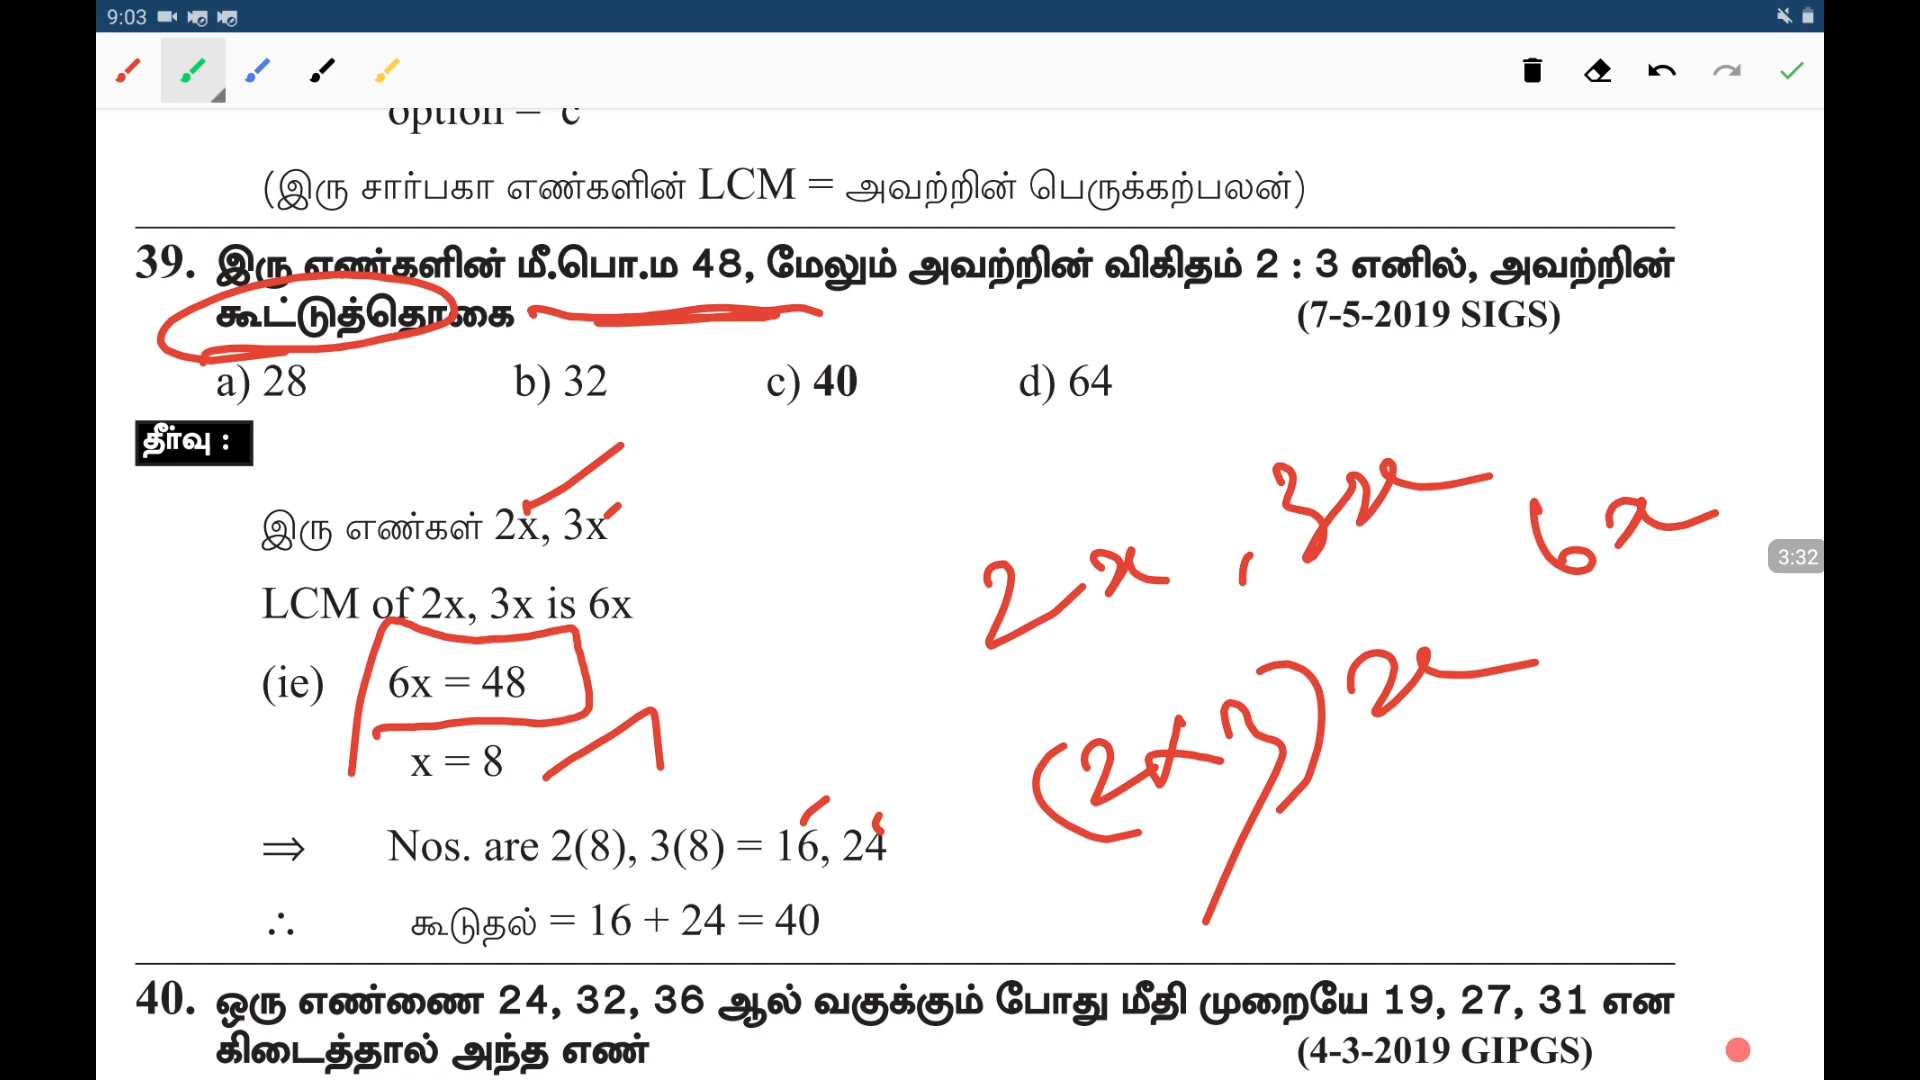 9:03
option = c
(இரு சார்பகா எண்களின் LCM = அவற்றின் பெருக்கற்பலன்)
39. இரு எண்களின் மீ.பொ.ம 48, மேலும் அவற்றின் விகிதம் 2 : 3 எனில், அவற்றின்
கூட்டுத்தொகை (7-5-2019 SIGS)
a) 28 b) 32 c) 40 d) 64
தீர்வு :
இரு எண்கள் 2x, 3x
2x , 3x 6x
3:32
LCM of 2x, 3x is 6x
(ie) 6x = 48
(2x3) x
x = 8
⇒ Nos. are 2(8), 3(8) = 16, 24
∴ கூடுதல் = 16 + 24 = 40
40. ஒரு எண்ணை 24, 32, 36 ஆல் வகுக்கும் போது மீதி முறையே 19, 27, 31 என
கிடைத்தால் அந்த எண் (4-3-2019 GIPGS)